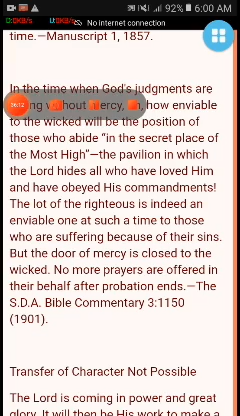 0:0KB/s U:0KB/s 92% 6:00 AM
No internet connection
time.—Manuscript 1, 1857.
In the time when God's judgments are
without mercy, how enviable
36:12
to the wicked will be the position of
those who abide “in the secret place of
the Most High”—the pavilion in which
the Lord hides all who have loved Him
and have obeyed His commandments!
The lot of the righteous is indeed an
enviable one at such a time to those
who are suffering because of their sins.
But the door of mercy is closed to the
wicked. No more prayers are offered in
their behalf after probation ends.—The
S.D.A. Bible Commentary 3:1150
(1901).
Transfer of Character Not Possible
The Lord is coming in power and great
glory. It will then be His work to make a